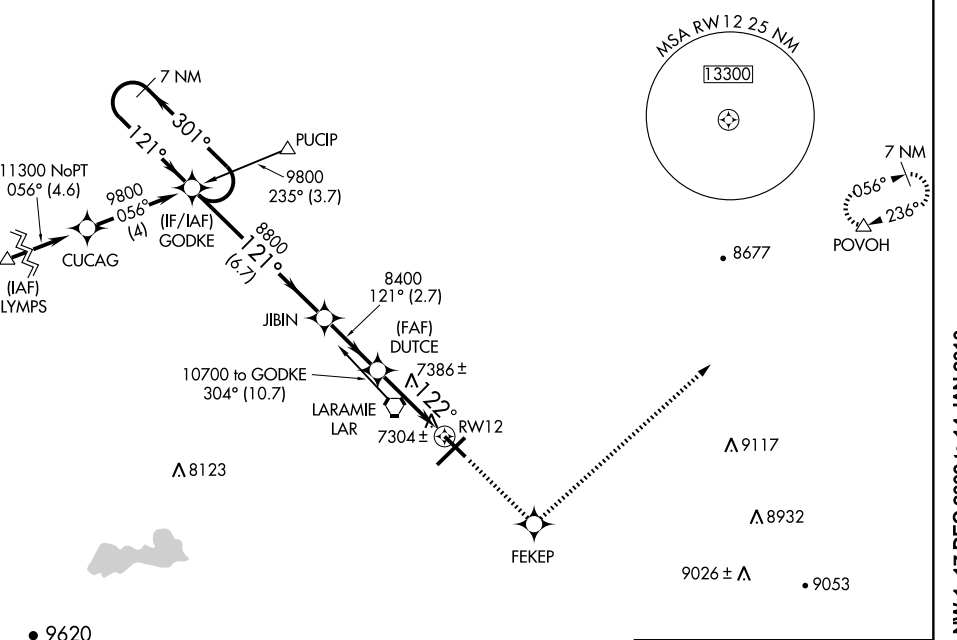 MSA RW12 25 NM
13300
7 NM
301°
121°
PUCIP
9800
235° (3.7)
11300 NoPT
056° (4.6)
9800
056°
(4)
(IF/IAF)
GODKE
CUCAG
(IAF)
LYMPS
7 NM
056°
236°
POVOH
8677
8800
121°
(6.7)
8400
121° (2.7)
JIBIN
(FAF)
DUTCE
10700 to GODKE
304° (10.7)
7386 ±
122°
LARAMIE
LAR
7304 ±
RW12
8123
9117
8932
FEKEP
9026 ±
9053
9620